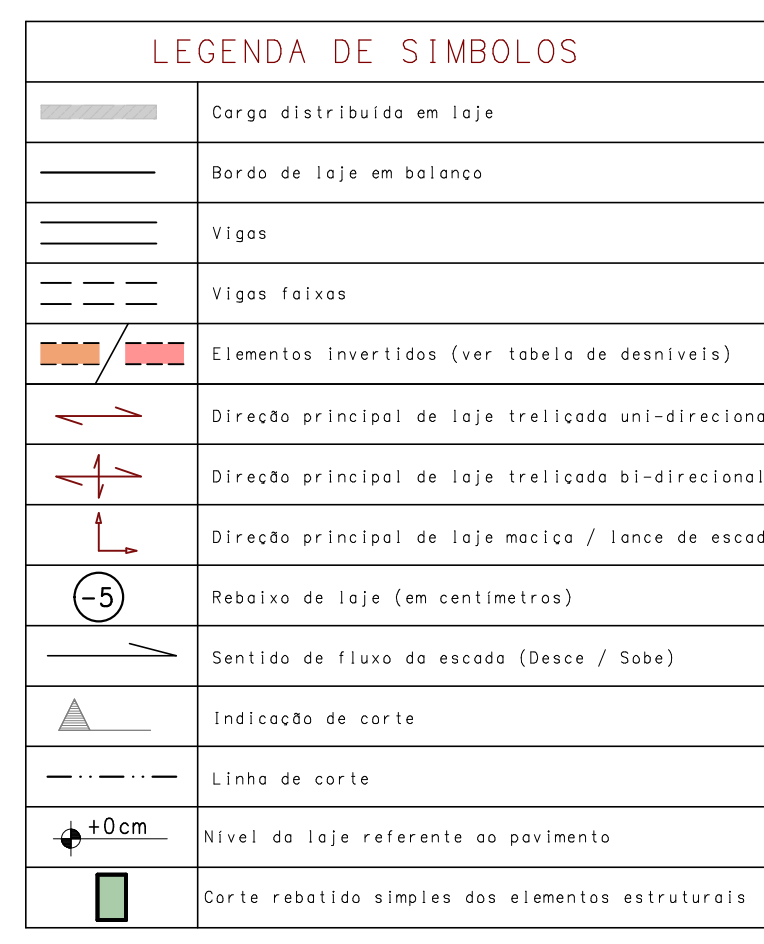 LEGENDA DE SIMBOLOS
Carga distribuída em laje
Bordo de laje em balanço
Vigas
Vigas faixas
Elementos invertidos (ver tabela de desníveis)
Direção principal de laje treliçada uni-direciona
Direção principal de laje treliçada bi-direcional
Direção principal de laje maciça / lance de escad
-5 Rebaixo de laje (em centímetros)
Sentido de fluxo da escada (Desce / Sobe)
Indicação de corte
Linha de corte
+0cm Nível da laje referente ao pavimento
Corte rebatido simples dos elementos estruturais